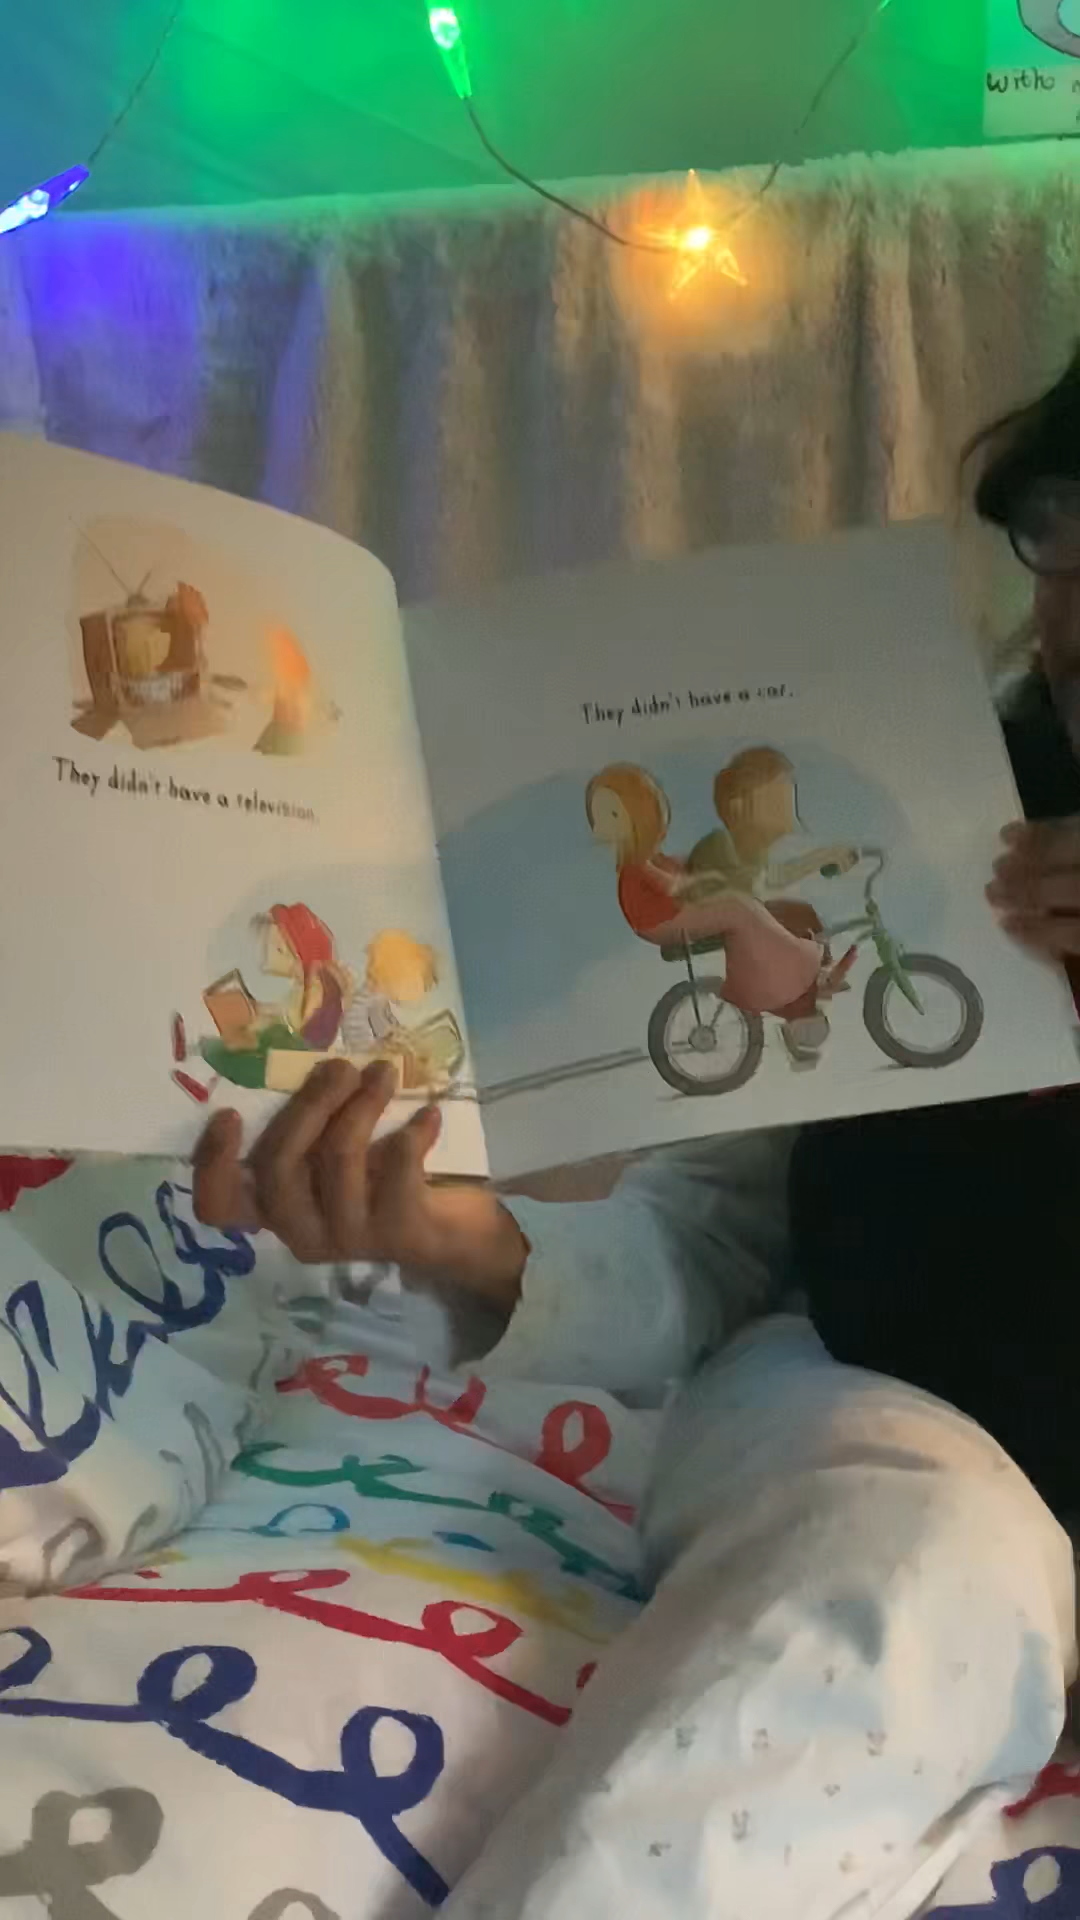 with
They didn't have a television.
They didn't have a car.